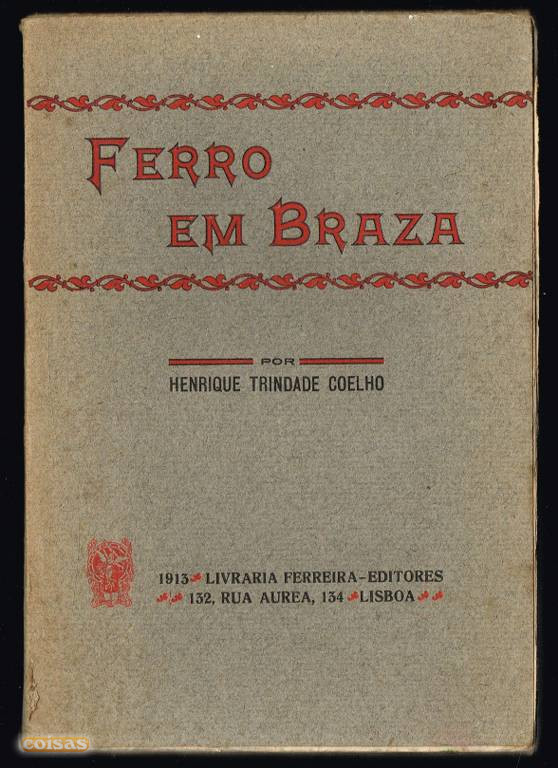 FERRO
EM BRAZA
POR
HENRIQUE TRINDADE COELHO
1913 LIVRARIA FERREIRA-EDITORES
132, RUA AUREA, 134 LISBOA
coisas